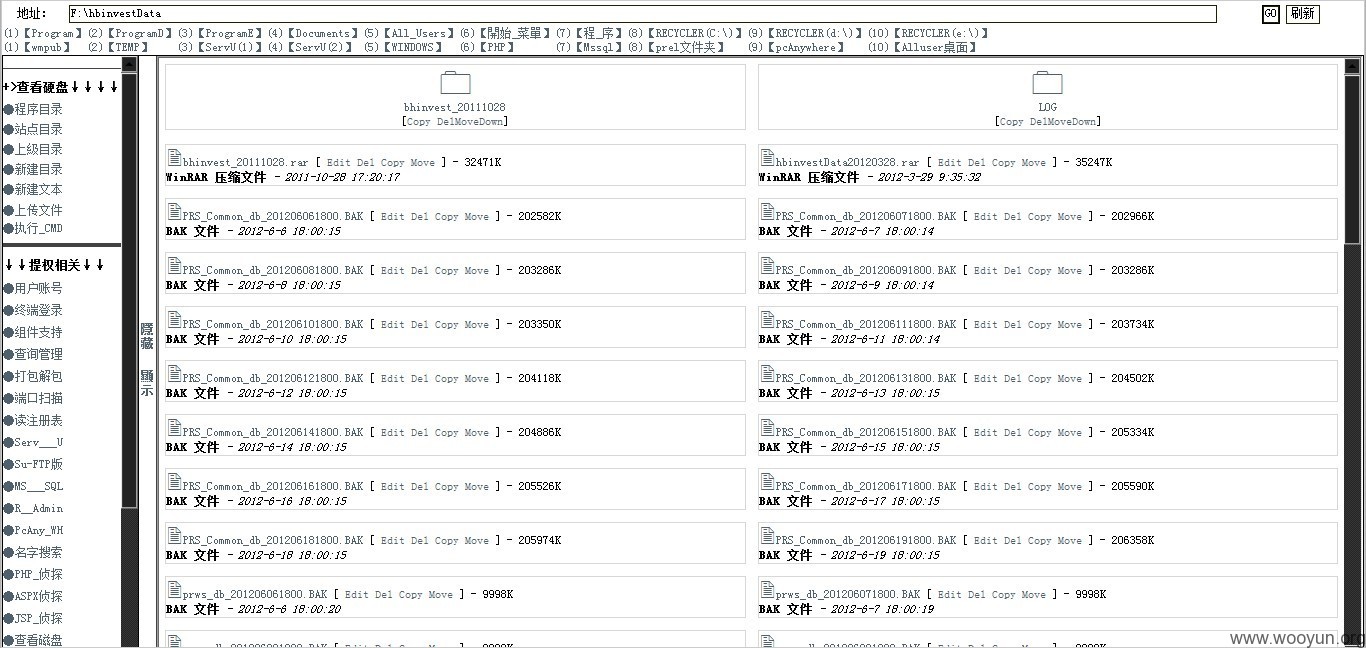 地址: F:\hbinvestData GO 刷新
(1)【Program】(2)【ProgramD】(3)【ProgramE】(4)【Documents】(5)【All_Users】(6)【開始_菜單】(7)【程_序】(8)【RECYCLER(C:\)】(9)【RECYCLER(d:\)】(10)【RECYCLER(e:\)】
(1)【wmpub】 (2)【TEMP】 (3)【ServU(1)】(4)【ServU(2)】 (5)【WINDOWS】 (6)【PHP】 (7)【Mssql】(8)【prel文件夹】 (9)【pcAnywhere】 (10)【Alluser桌面】
+>查看硬盘↓↓↓↓
●程序目录
●站点目录
●上级目录
●新建目录
●新建文本
●上传文件
●执行_CMD
↓↓提权相关↓↓
●用户账号
●终端登录
●组件支持
●查询管理
●打包解包
●端口扫描
●读注册表
●Serv___U
●Su-FTP版
●MS___SQL
●R__Admin
●PcAny_WH
●名字搜索
●PHP_侦探
●ASPX侦探
●JSP_侦探
●查看磁盘
隱藏
顯示
bhinvest_20111028
[Copy DelMoveDown]
LOG
[Copy DelMoveDown]
bhinvest_20111028.rar [ Edit Del Copy Move ] - 32471K
WinRAR 压缩文件 - 2011-10-28 17:20:17
hbinvestData20120328.rar [ Edit Del Copy Move ] - 35247K
WinRAR 压缩文件 - 2012-3-29 9:35:32
PRS_Common_db_201206061800.BAK [ Edit Del Copy Move ] - 202582K
BAK 文件 - 2012-6-6 18:00:15
PRS_Common_db_201206071800.BAK [ Edit Del Copy Move ] - 202966K
BAK 文件 - 2012-6-7 18:00:14
PRS_Common_db_201206081800.BAK [ Edit Del Copy Move ] - 203286K
BAK 文件 - 2012-6-8 18:00:15
PRS_Common_db_201206091800.BAK [ Edit Del Copy Move ] - 203286K
BAK 文件 - 2012-6-9 18:00:14
PRS_Common_db_201206101800.BAK [ Edit Del Copy Move ] - 203350K
BAK 文件 - 2012-6-10 18:00:15
PRS_Common_db_201206111800.BAK [ Edit Del Copy Move ] - 203734K
BAK 文件 - 2012-6-11 18:00:14
PRS_Common_db_201206121800.BAK [ Edit Del Copy Move ] - 204118K
BAK 文件 - 2012-6-12 18:00:15
PRS_Common_db_201206131800.BAK [ Edit Del Copy Move ] - 204502K
BAK 文件 - 2012-6-13 18:00:15
PRS_Common_db_201206141800.BAK [ Edit Del Copy Move ] - 204886K
BAK 文件 - 2012-6-14 18:00:15
PRS_Common_db_201206151800.BAK [ Edit Del Copy Move ] - 205334K
BAK 文件 - 2012-6-15 18:00:15
PRS_Common_db_201206161800.BAK [ Edit Del Copy Move ] - 205526K
BAK 文件 - 2012-6-16 18:00:15
PRS_Common_db_201206171800.BAK [ Edit Del Copy Move ] - 205590K
BAK 文件 - 2012-6-17 18:00:15
PRS_Common_db_201206181800.BAK [ Edit Del Copy Move ] - 205974K
BAK 文件 - 2012-6-18 18:00:15
PRS_Common_db_201206191800.BAK [ Edit Del Copy Move ] - 206358K
BAK 文件 - 2012-6-19 18:00:15
prws_db_201206061800.BAK [ Edit Del Copy Move ] - 9998K
BAK 文件 - 2012-6-6 18:00:20
prws_db_201206071800.BAK [ Edit Del Copy Move ] - 9998K
BAK 文件 - 2012-6-7 18:00:19
www.wooyun.org